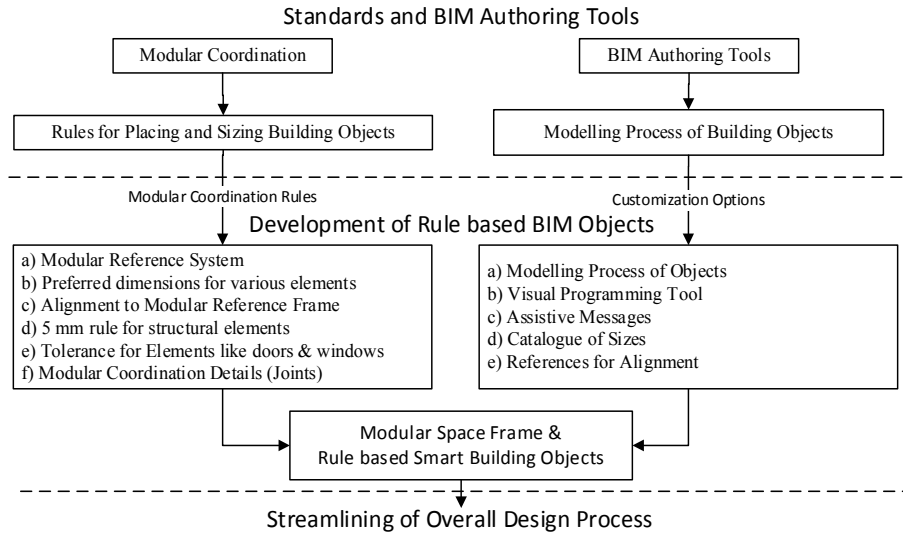 Standards and BIM Authoring Tools
Modular Coordination
BIM Authoring Tools
Rules for Placing and Sizing Building Objects
Modelling Process of Building Objects
Modular Coordination Rules
Customization Options
Development of Rule based BIM Objects
a) Modular Reference System
b) Preferred dimensions for various elements
c) Alignment to Modular Reference Frame
d) 5 mm rule for structural elements
e) Tolerance for Elements like doors & windows
f) Modular Coordination Details (Joints)
a) Modelling Process of Objects
b) Visual Programming Tool
c) Assistive Messages
d) Catalogue of Sizes
e) References for Alignment
Modular Space Frame &
Rule based Smart Building Objects
Streamlining of Overall Design Process